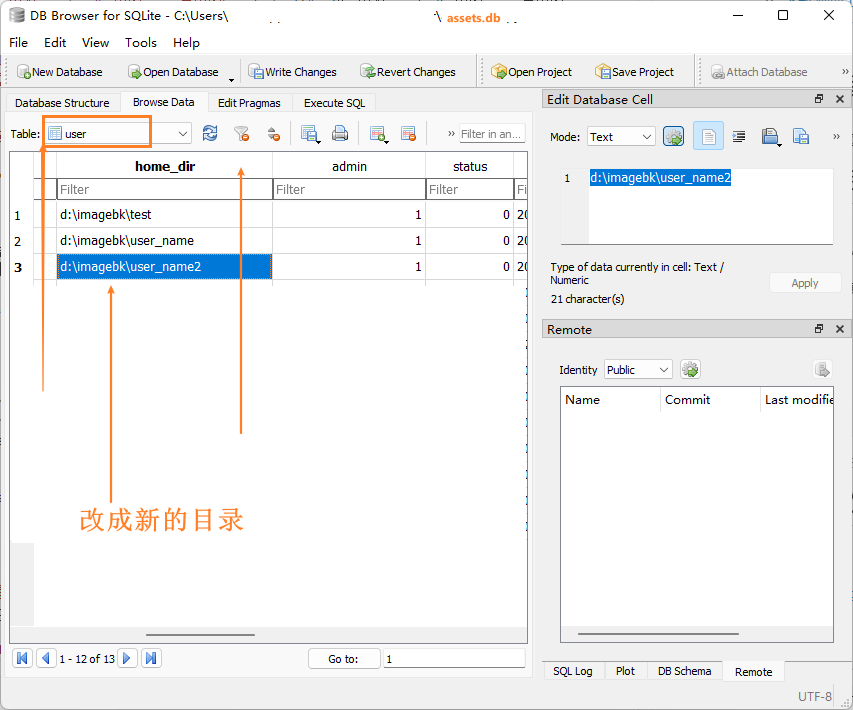 DB Browser for SQLite - C:\Users\ \ assets.db
File Edit View Tools Help
New Database Open Database Write Changes Revert Changes Open Project Save Project Attach Database »
Database Structure Browse Data Edit Pragmas Execute SQL
Table: user » Filter in an...
home_dir admin status
Filter Filter Filter Fi
1 d:\imagebk\test 1 0 20
2 d:\imagebk\user_name 1 0 20
3 d:\imagebk\user_name2 1 0 20
改成新的目录
1 - 12 of 13 Go to: 1
Edit Database Cell
Mode: Text »
1 d:\imagebk\user_name2
Type of data currently in cell: Text /
Numeric
21 character(s)
Apply
Remote
Identity Public
Name Commit Last modifie
SQL Log Plot DB Schema Remote
UTF-8